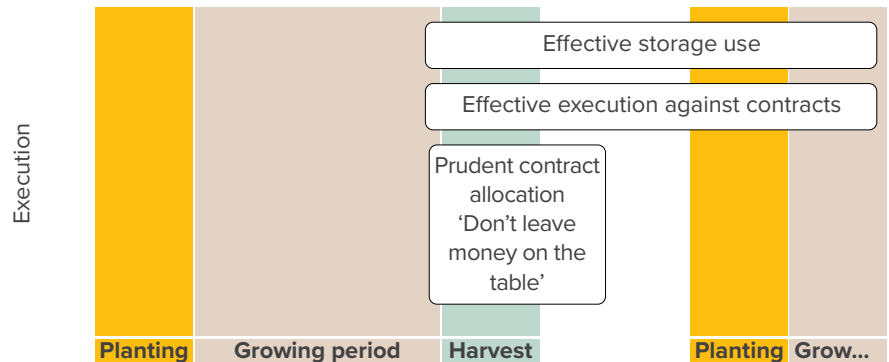 Effective storage use
Effective execution against contracts
Execution
Prudent contract
allocation
‘Don’t leave
money on the
table’
Planting
Growing period
Harvest
Planting
Grow...